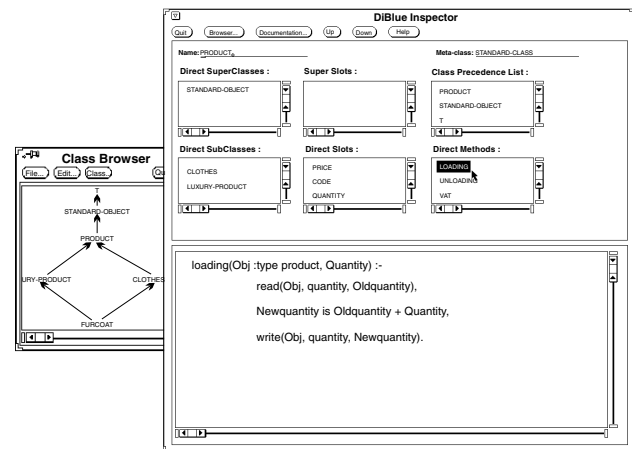 DiBlue Inspector
Quit Browser... Documentation... Up Down Help
Name: PRODUCT
Meta-class: STANDARD-CLASS
Direct SuperClasses :
STANDARD-OBJECT
Super Slots :
Class Precedence List :
PRODUCT
STANDARD-OBJECT
T
Direct SubClasses :
CLOTHES
LUXURY-PRODUCT
Direct Slots :
PRICE
CODE
QUANTITY
Direct Methods :
LOADING
UNLOADING
VAT
Class Browser
File... Edit... Class.. Qu
T
STANDARD-OBJECT
PRODUCT
URY-PRODUCT CLOTHES
FURCOAT
loading(Obj :type product, Quantity) :-
read(Obj, quantity, Oldquantity),
Newquantity is Oldquantity + Quantity,
write(Obj, quantity, Newquantity).